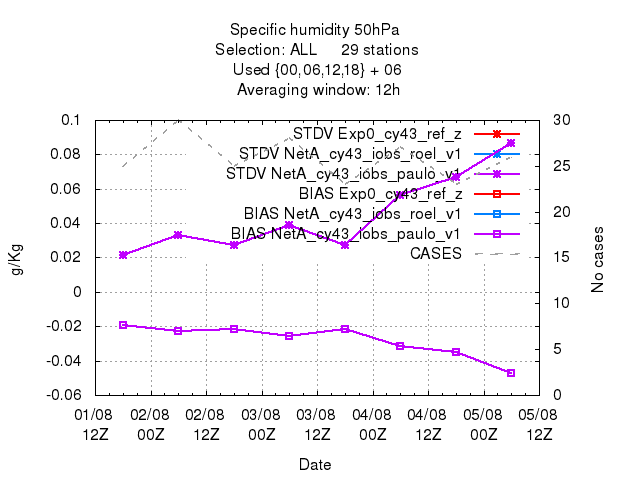 Specific humidity 50hPa
Selection: ALL 29 stations
Used {00,06,12,18} + 06
Averaging window: 12h
0.1
0.08
0.06
0.04
0.02
0
-0.02
-0.04
-0.06
g/Kg
STDV Exp0_cy43_ref_z
STDV NetA_cy43_iobs_roel_v1
STDV NetA_cy43_iobs_paulo_v1
BIAS Exp0_cy43_ref_z
BIAS NetA_cy43_iobs_roel_v1
BIAS NetA_cy43_iobs_paulo_v1
CASES
30
25
20
15
10
5
0
No cases
01/08 02/08 02/08 03/08 03/08 04/08 04/08 05/08 05/08
12Z 00Z 12Z 00Z 12Z 00Z 12Z 00Z 12Z
Date